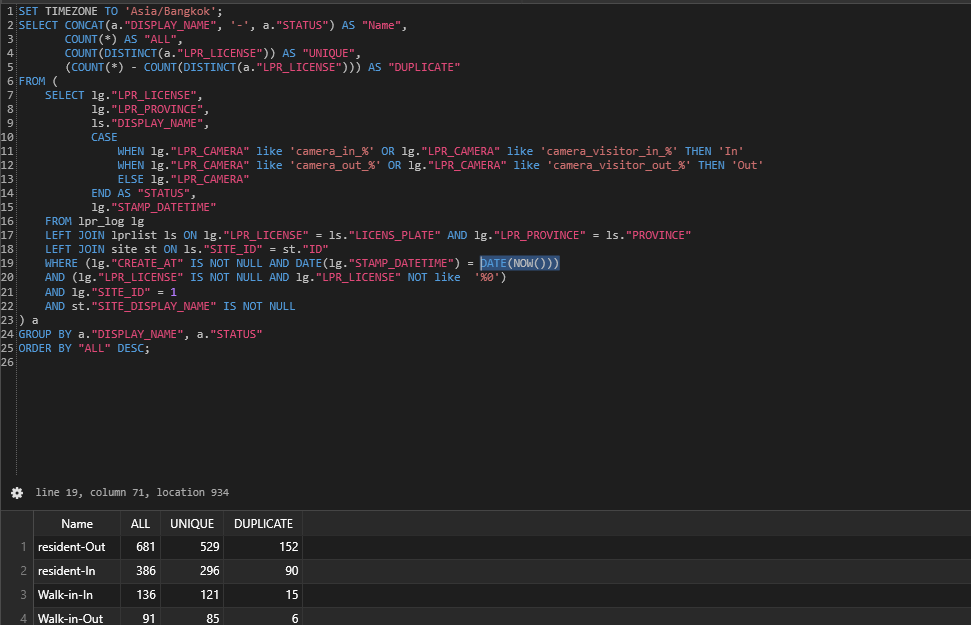 1 SET TIMEZONE TO 'Asia/Bangkok';
2 SELECT CONCAT(a."DISPLAY_NAME", '-', a."STATUS") AS "Name",
3        COUNT(*) AS "ALL",
4        COUNT(DISTINCT(a."LPR_LICENSE")) AS "UNIQUE",
5        (COUNT(*) - COUNT(DISTINCT(a."LPR_LICENSE"))) AS "DUPLICATE"
6 FROM (
7     SELECT lg."LPR_LICENSE",
8            lg."LPR_PROVINCE",
9            ls."DISPLAY_NAME",
10            CASE
11                WHEN lg."LPR_CAMERA" like 'camera_in_%' OR lg."LPR_CAMERA" like 'camera_visitor_in_%' THEN 'In'
12                WHEN lg."LPR_CAMERA" like 'camera_out_%' OR lg."LPR_CAMERA" like 'camera_visitor_out_%' THEN 'Out'
13                ELSE lg."LPR_CAMERA"
14            END AS "STATUS",
15            lg."STAMP_DATETIME"
16     FROM lpr_log lg
17     LEFT JOIN lprlist ls ON lg."LPR_LICENSE" = ls."LICENS_PLATE" AND lg."LPR_PROVINCE" = ls."PROVINCE"
18     LEFT JOIN site st ON ls."SITE_ID" = st."ID"
19     WHERE (lg."CREATE_AT" IS NOT NULL AND DATE(lg."STAMP_DATETIME") = DATE(NOW()))
20     AND (lg."LPR_LICENSE" IS NOT NULL AND lg."LPR_LICENSE" NOT like  '%0')
21     AND lg."SITE_ID" = 1
22     AND st."SITE_DISPLAY_NAME" IS NOT NULL
23 ) a
24 GROUP BY a."DISPLAY_NAME", a."STATUS"
25 ORDER BY "ALL" DESC;
26
line 19, column 71, location 934
Name ALL UNIQUE DUPLICATE
1 resident-Out 681 529 152
2 resident-In 386 296 90
3 Walk-in-In 136 121 15
4 Walk-in-Out 91 85 6